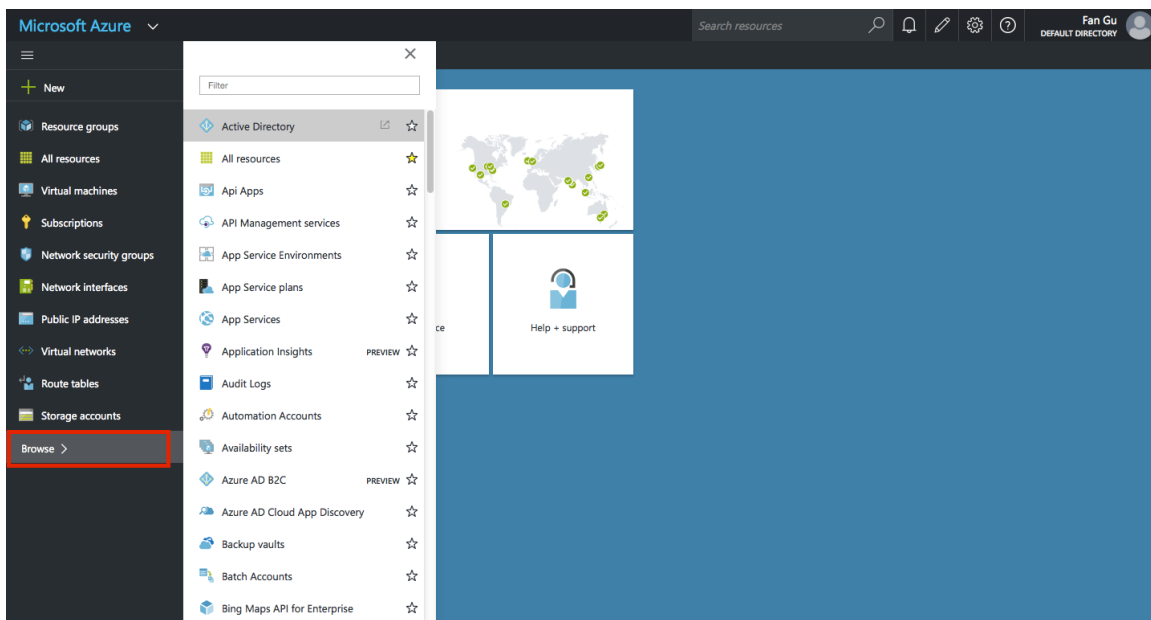 Microsoft Azure
Search resources
Fan Gu
DEFAULT DIRECTORY
New
Resource groups
All resources
Virtual machines
Subscriptions
Network security groups
Network interfaces
Public IP addresses
Virtual networks
Route tables
Storage accounts
Browse >
Filter
Active Directory
All resources
Api Apps
API Management services
App Service Environments
App Service plans
App Services
Application Insights PREVIEW
Audit Logs
Automation Accounts
Availability sets
Azure AD B2C PREVIEW
Azure AD Cloud App Discovery
Backup vaults
Batch Accounts
Bing Maps API for Enterprise
ce
Help + support